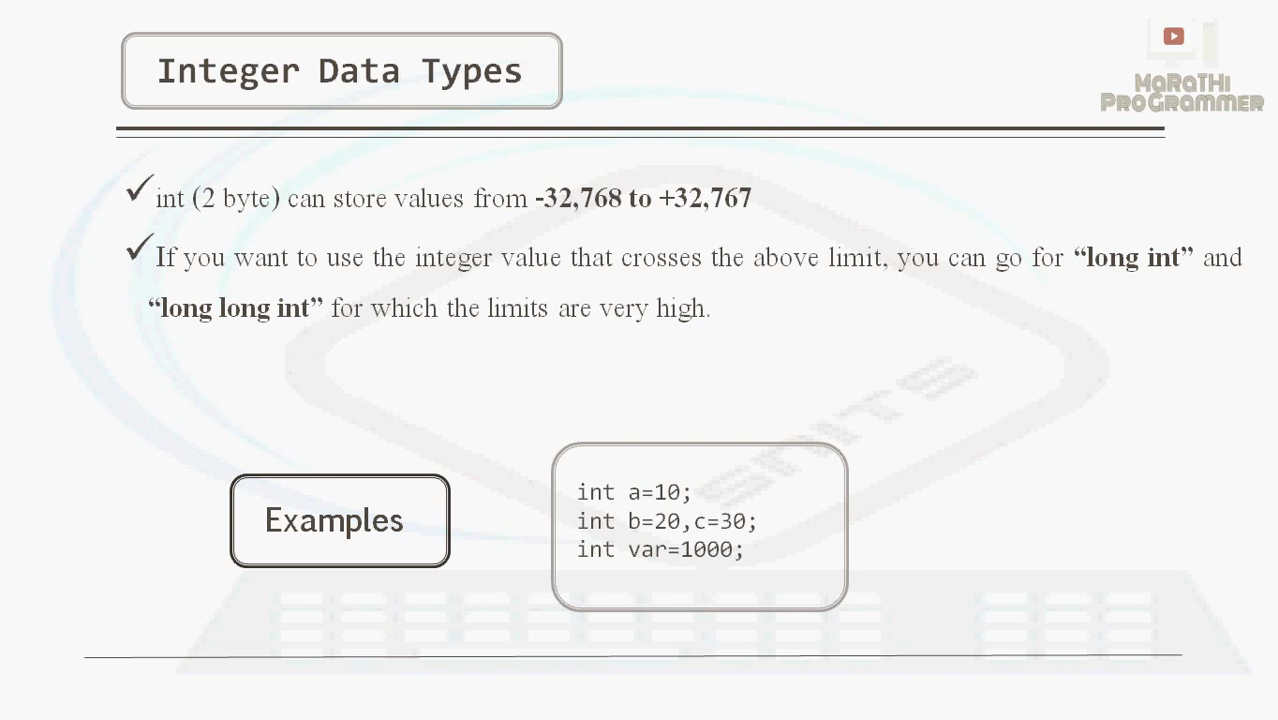 Integer Data Types
MaRaTHi
PRoGRammER
✓int (2 byte) can store values from -32,768 to +32,767
✓If you want to use the integer value that crosses the above limit, you can go for “long int” and
“long long int” for which the limits are very high.
SNITS
Examples
int a=10;
int b=20,c=30;
int var=1000;